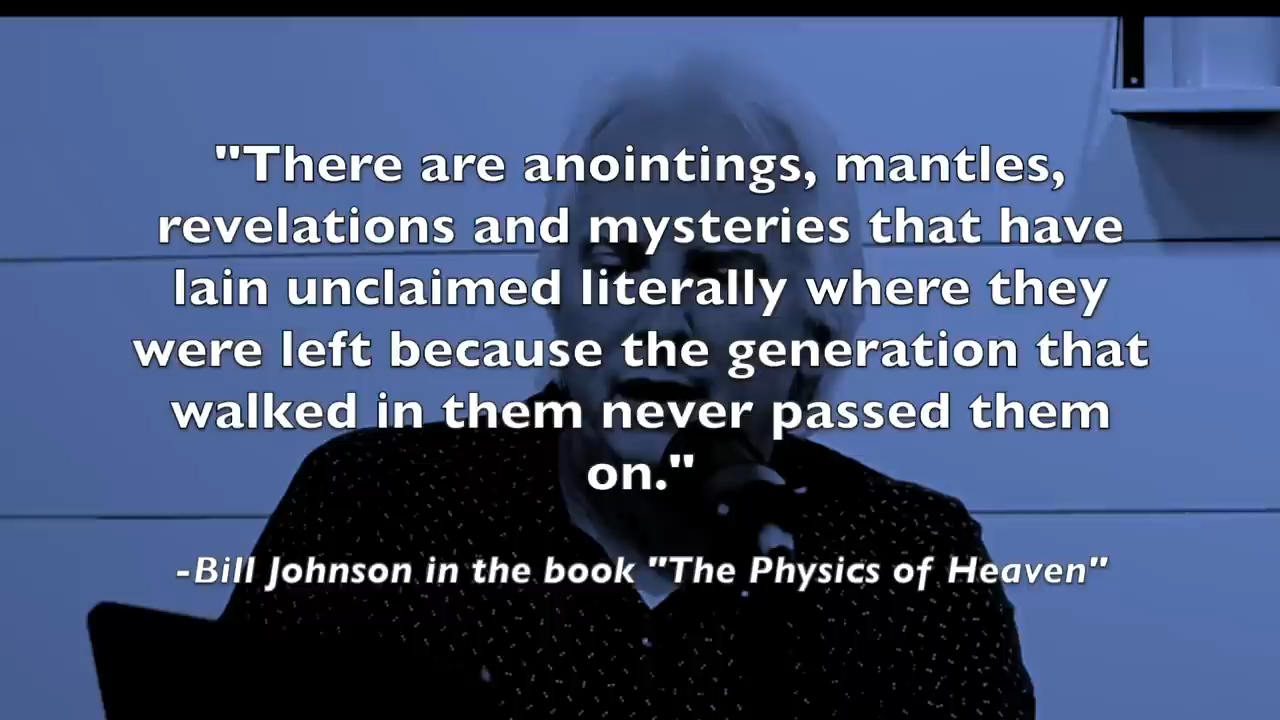 "There are anointings, mantles,
revelations and mysteries that have
lain unclaimed literally where they
were left because the generation that
walked in them never passed them
on."
-Bill Johnson in the book "The Physics of Heaven"